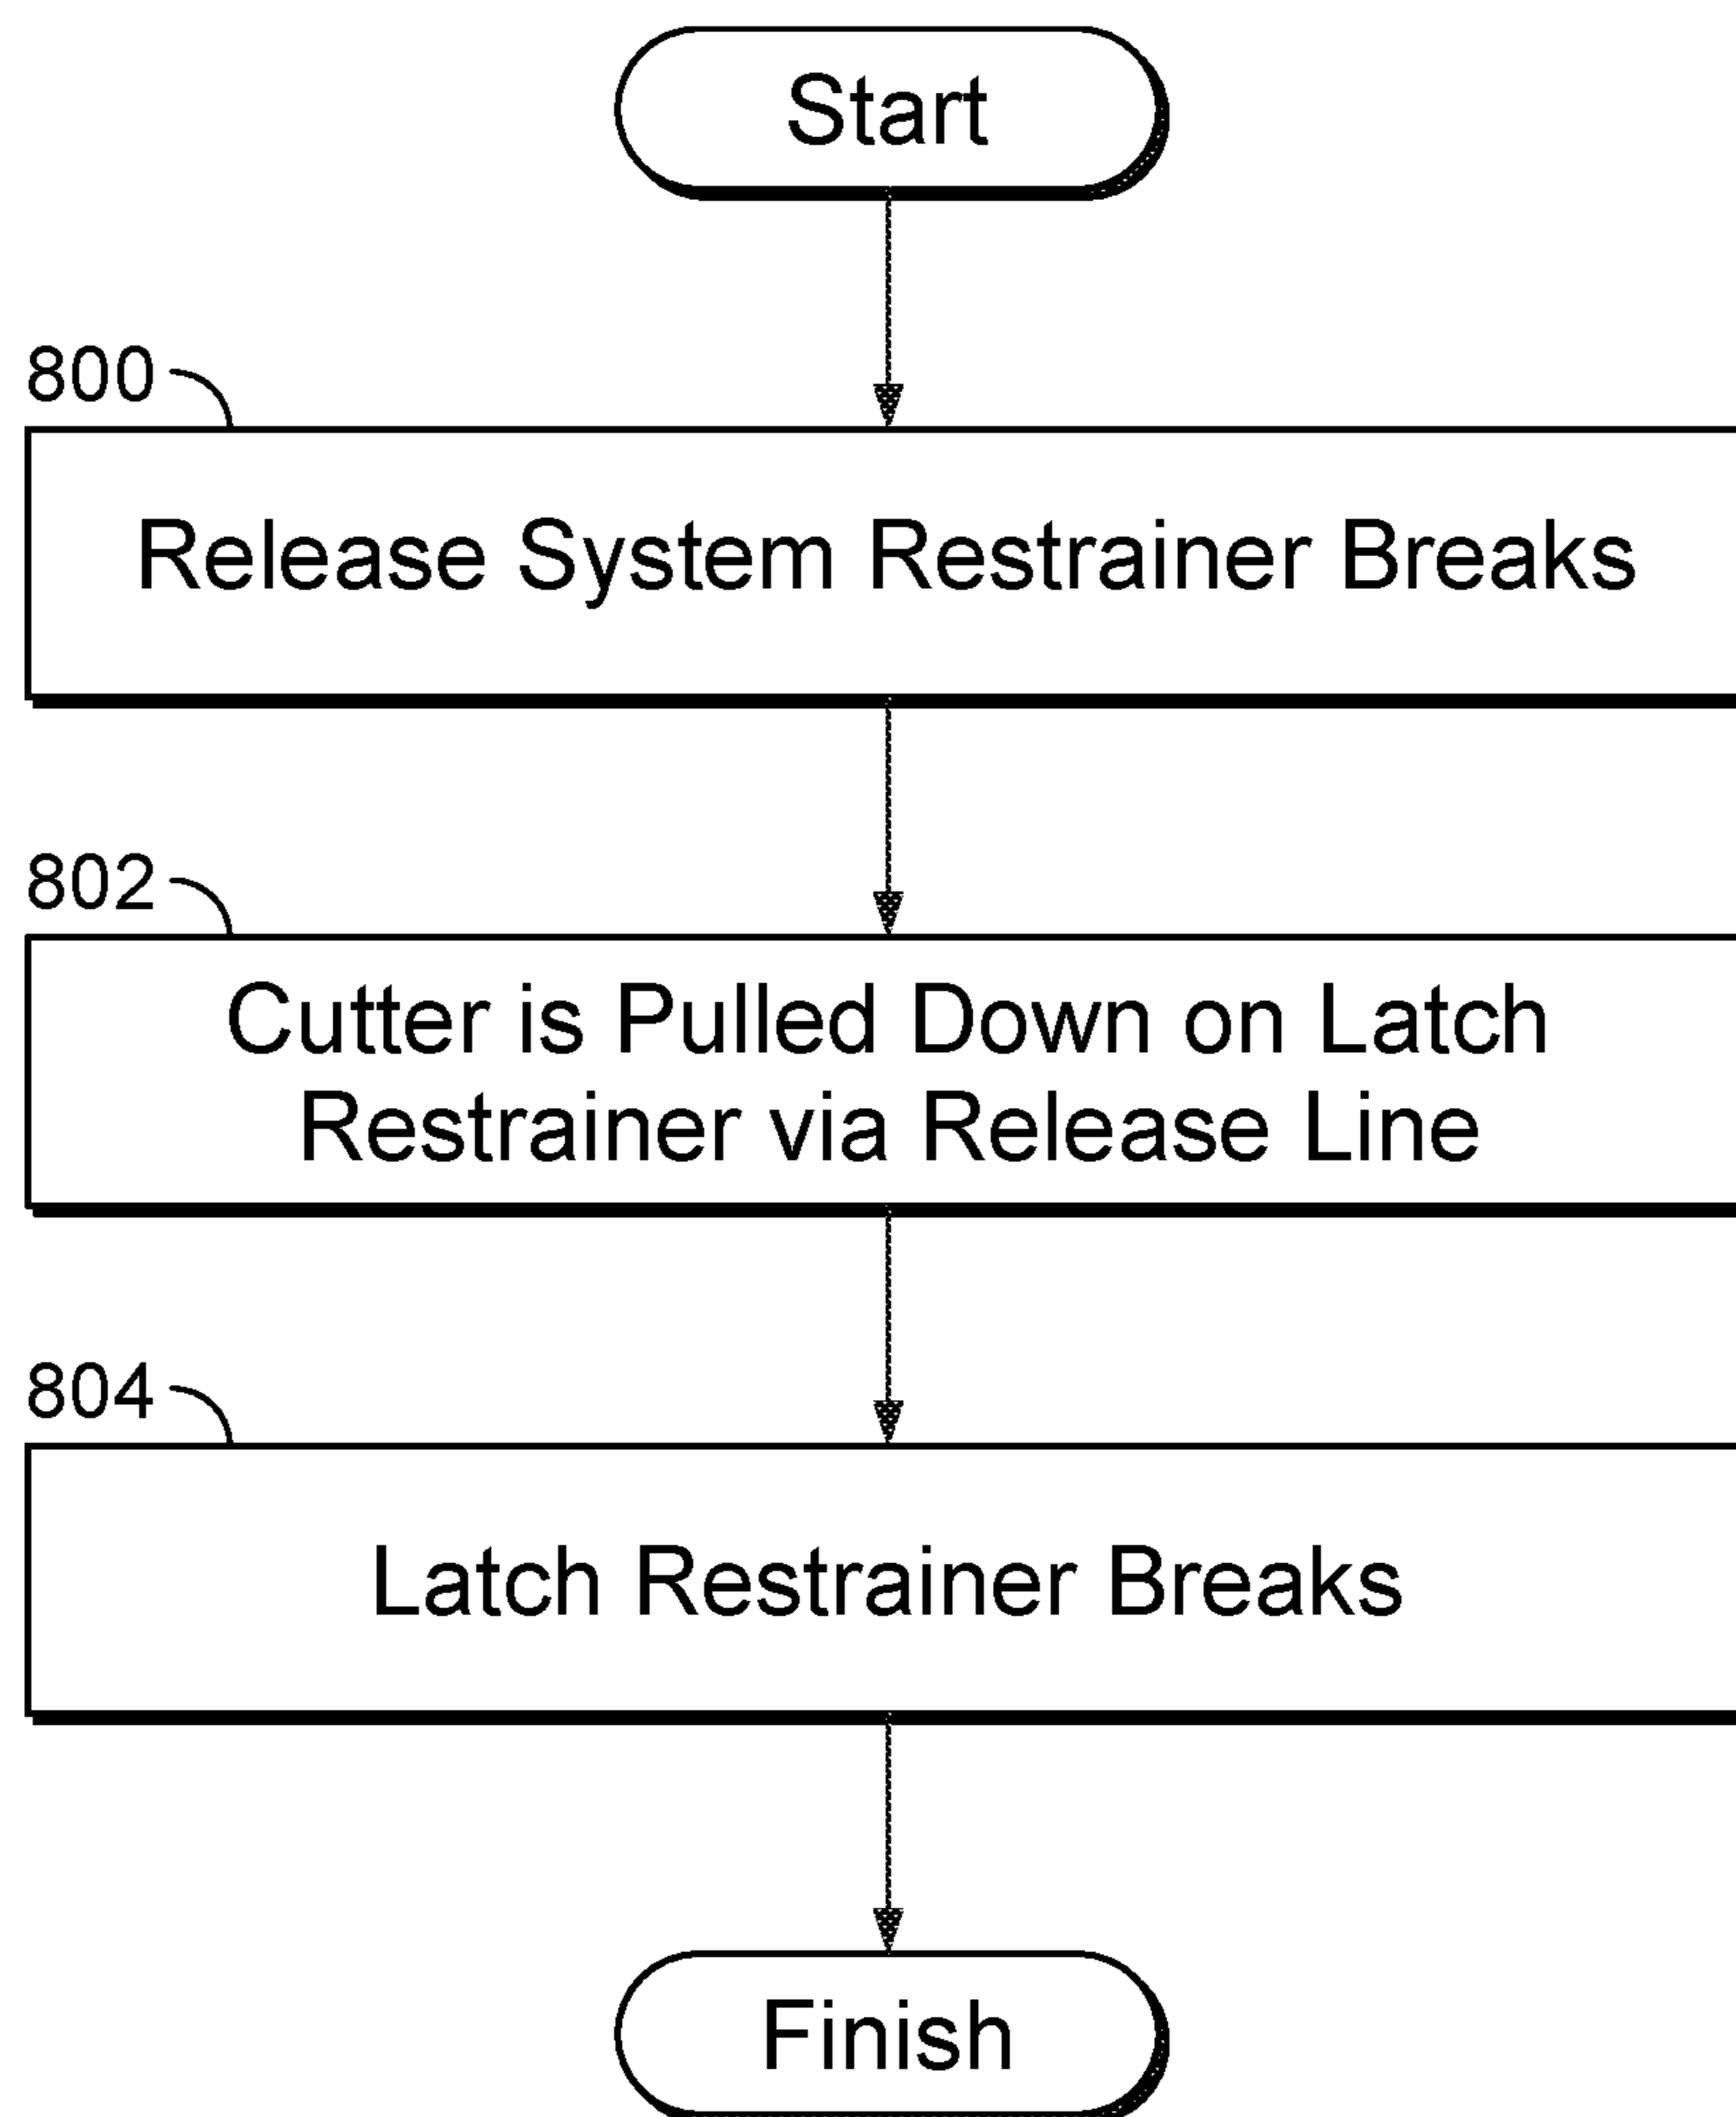 Start
800
Release System Restrainer Breaks
802
Cutter is Pulled Down on Latch
Restrainer via Release Line
804
Latch Restrainer Breaks
Finish